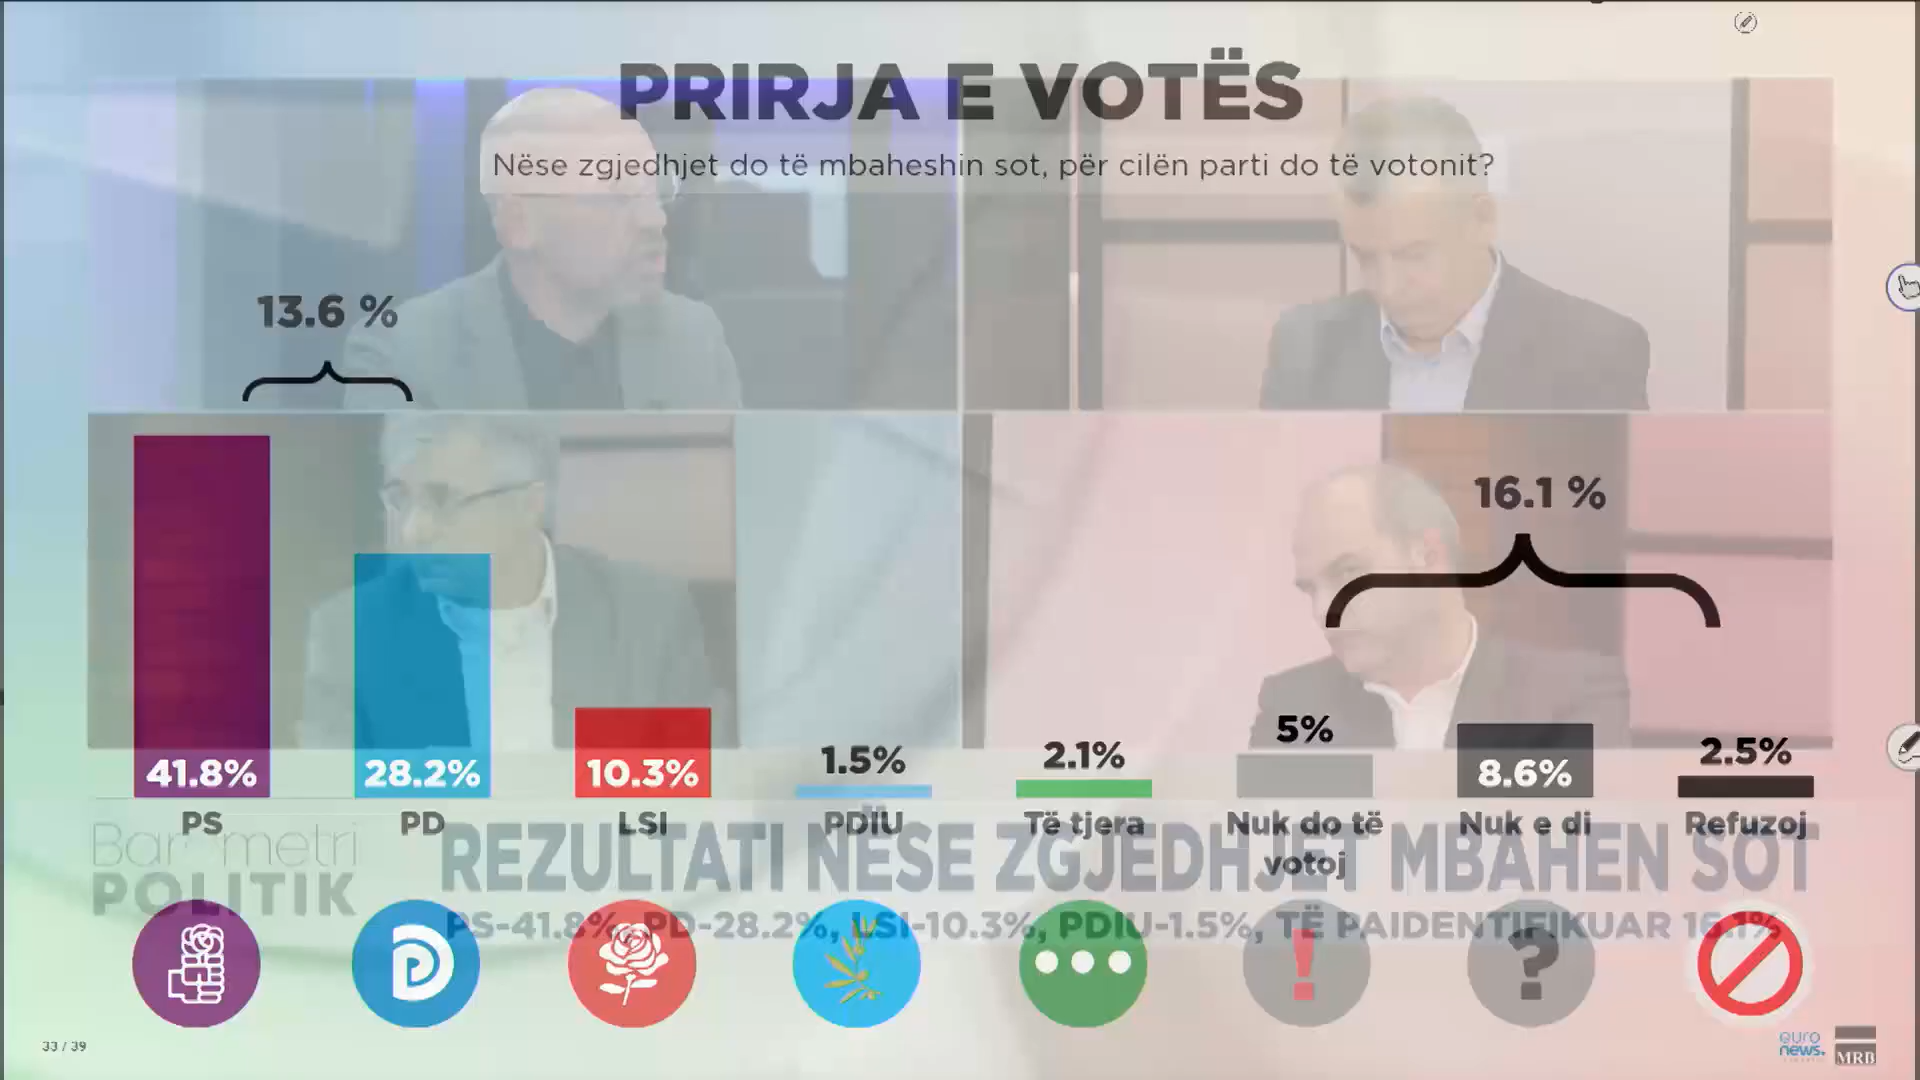 PRIRJA E VOTËS
Nëse zgjedhjet do të mbaheshin sot, për cilën parti do të votonit?
13.6 %
16.1 %
41.8%
28.2%
10.3%
1.5%
2.1%
5%
8.6%
2.5%
PS
PD
LSI
PDIU
Të tjera
Nuk do të
votoj
Nuk e di
Refuzoj
Barometri
POLITIK
REZULTATI NËSE ZGJEDHJET MBAHEN SOT
PS-41.8%, PD-28.2%, LSI-10.3%, PDIU-1.5%, TË PAIDENTIFIKUAR 16.1%
33 / 39
euro
news.
MRB